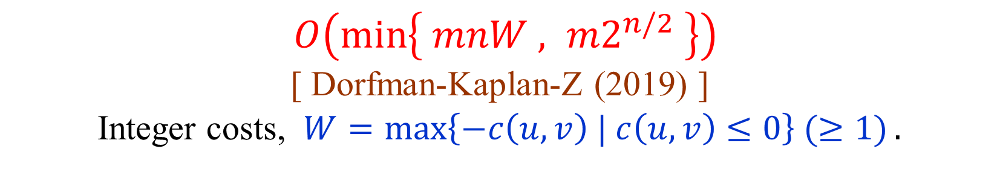 O(min{ mnW , m2^{n/2} })
[ Dorfman-Kaplan-Z (2019) ]
Integer costs, W = max{−c(u, v) | c(u, v) ≤ 0} (≥ 1) .